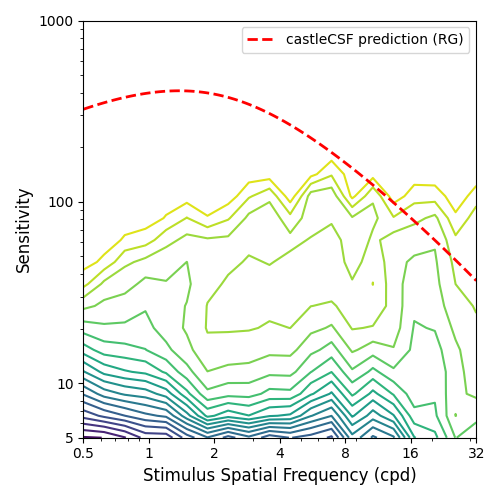 1000
castleCSF prediction (RG)
100
10
5
Sensitivity
0.5 1 2 4 8 16 32
Stimulus Spatial Frequency (cpd)